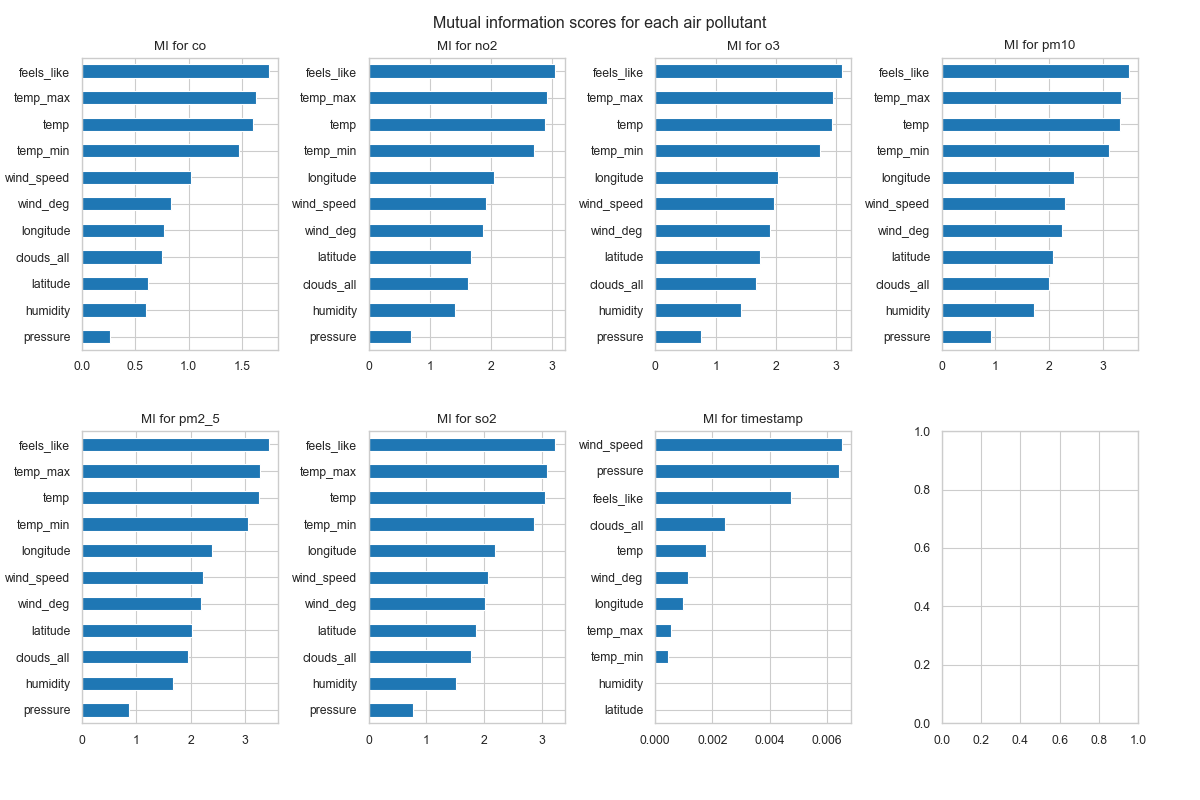 Mutual information scores for each air pollutant
MI for co
feels_like
temp_max
temp
temp_min
wind_speed
wind_deg
longitude
clouds_all
latitude
humidity
pressure
0.0 0.5 1.0 1.5
MI for no2
feels_like
temp_max
temp
temp_min
longitude
wind_speed
wind_deg
latitude
clouds_all
humidity
pressure
0 1 2 3
MI for o3
feels_like
temp_max
temp
temp_min
longitude
wind_speed
wind_deg
latitude
clouds_all
humidity
pressure
0 1 2 3
MI for pm10
feels_like
temp_max
temp
temp_min
longitude
wind_speed
wind_deg
latitude
clouds_all
humidity
pressure
0 1 2 3
MI for pm2_5
feels_like
temp_max
temp
temp_min
longitude
wind_speed
wind_deg
latitude
clouds_all
humidity
pressure
0 1 2 3
MI for so2
feels_like
temp_max
temp
temp_min
longitude
wind_speed
wind_deg
latitude
clouds_all
humidity
pressure
0 1 2 3
MI for timestamp
wind_speed
pressure
feels_like
clouds_all
temp
wind_deg
longitude
temp_max
temp_min
humidity
latitude
0.000 0.002 0.004 0.006
1.0
0.8
0.6
0.4
0.2
0.0
0.0 0.2 0.4 0.6 0.8 1.0